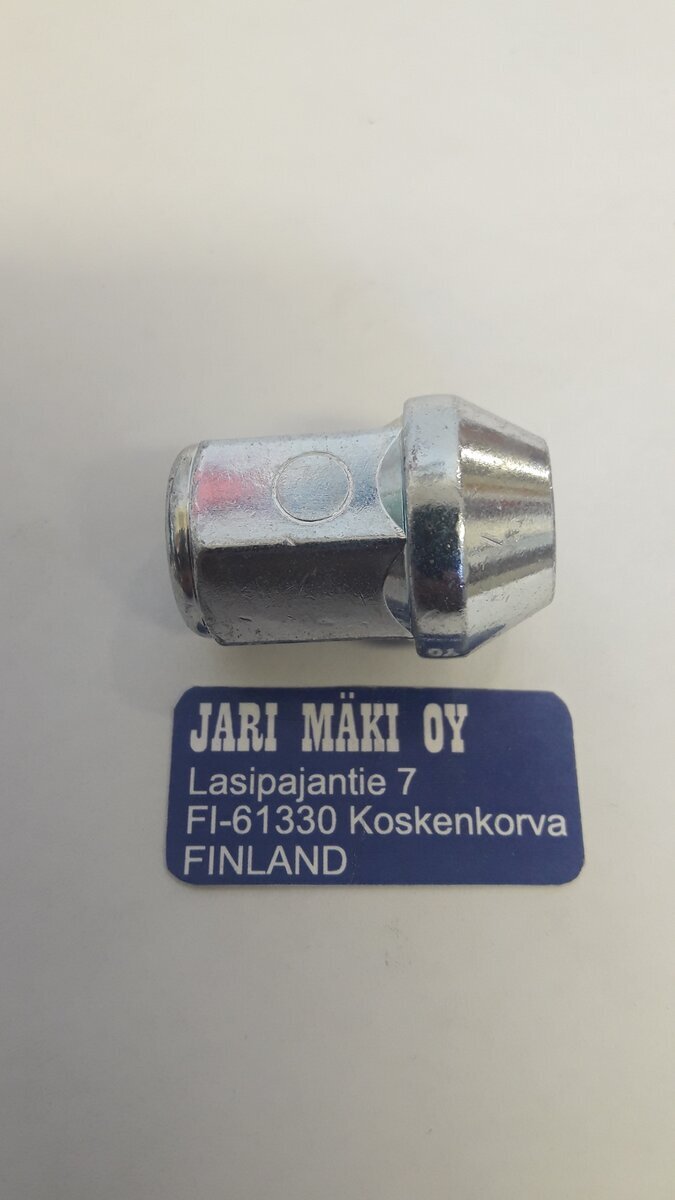 JARI MÄKI OY
Lasipajantie 7
FI-61330 Koskenkorva
FINLAND